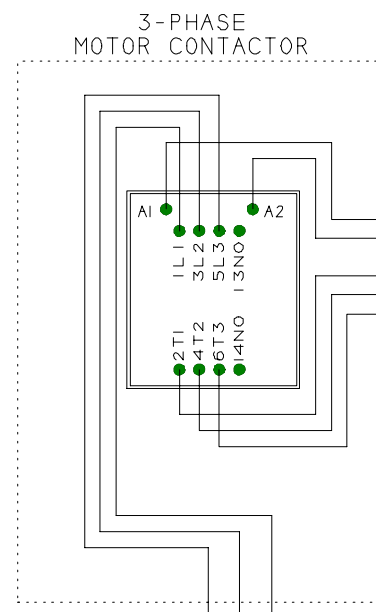 3-PHASE
MOTOR CONTACTOR
A1 A2
1L1 3L2 5L3 13NO
2T1 4T2 6T3 14NO